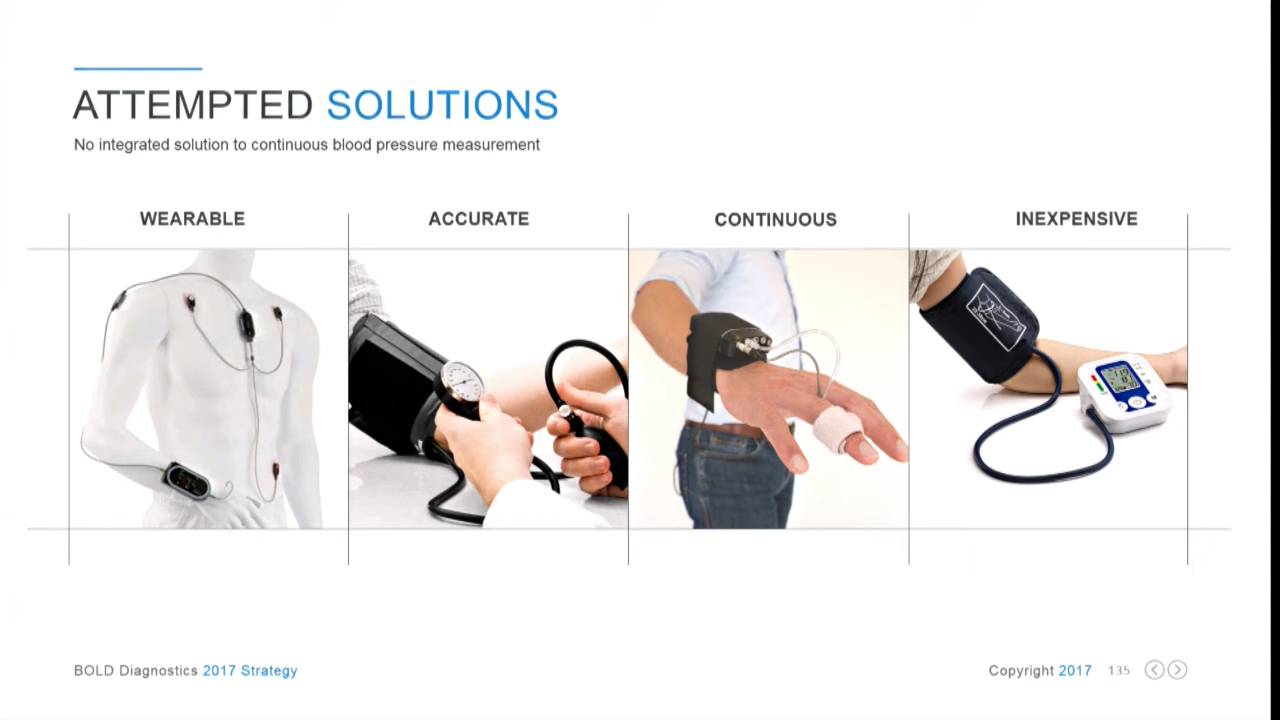 ATTEMPTED SOLUTIONS
No integrated solution to continuous blood pressure measurement
WEARABLE
ACCURATE
CONTINUOUS
INEXPENSIVE
BOLD Diagnostics 2017 Strategy
Copyright 2017 135